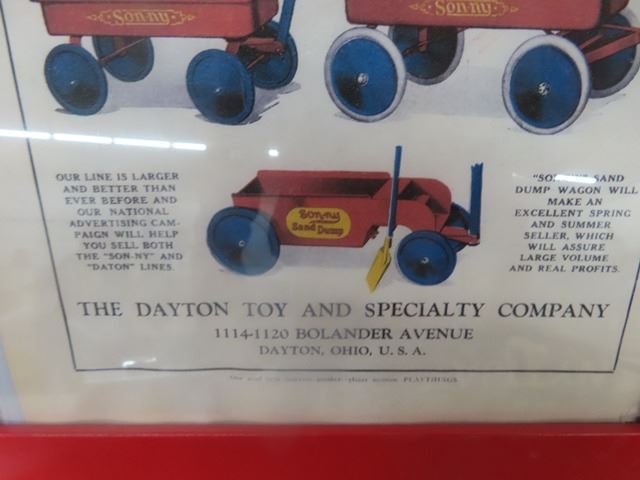 Son-ny
Son-ny
OUR LINE IS LARGER
AND BETTER THAN
EVER BEFORE AND
OUR NATIONAL
ADVERTISING CAM-
PAIGN WILL HELP
YOU SELL BOTH
THE "SON-NY" AND
"DATON" LINES.
Son-ny
Sand Dump
SAND
DUMP WAGON WILL
MAKE AN
EXCELLENT SPRING
AND SUMMER
SELLER, WHICH
WILL ASSURE
LARGE VOLUME
AND REAL PROFITS.
THE DAYTON TOY AND SPECIALTY COMPANY
1114-1120 BOLANDER AVENUE
DAYTON, OHIO, U. S. A.
PLAYTHINGS